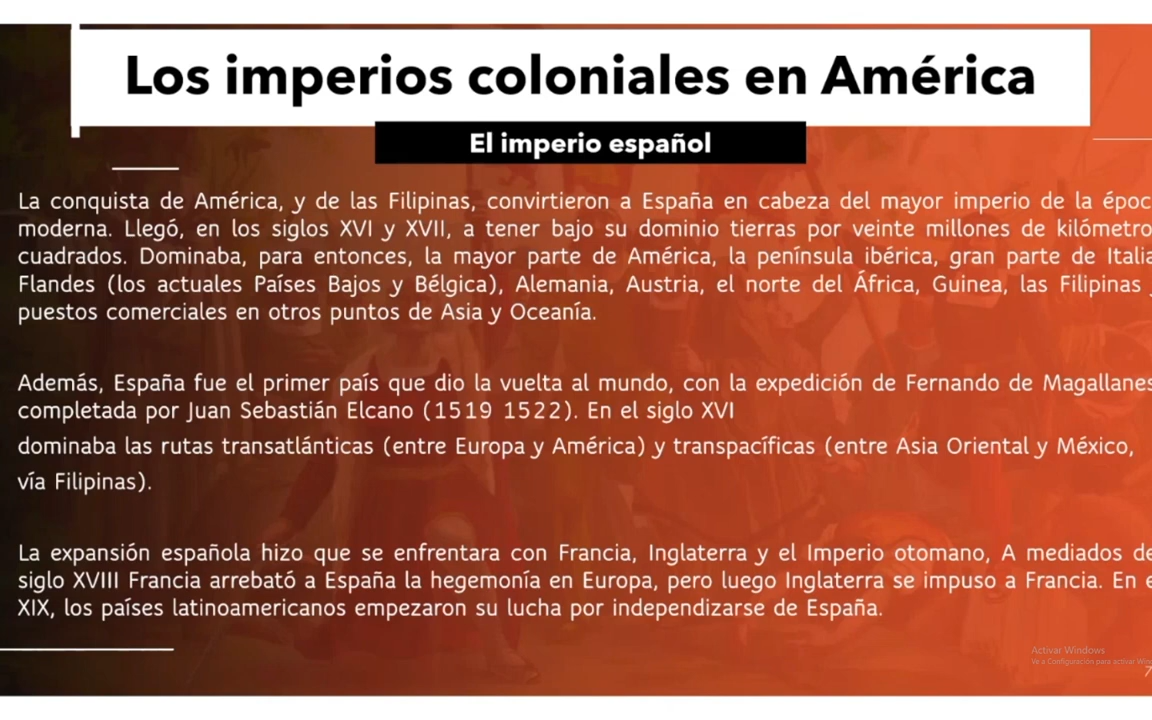 Los imperios coloniales en América
El imperio español
La conquista de América, y de las Filipinas, convirtieron a España en cabeza del mayor imperio de la époc
moderna. Llegó, en los siglos XVI y XVII, a tener bajo su dominio tierras por veinte millones de kilómetro
cuadrados. Dominaba, para entonces, la mayor parte de América, la península ibérica, gran parte de Italia
Flandes (los actuales Países Bajos y Bélgica), Alemania, Austria, el norte del África, Guinea, las Filipinas
puestos comerciales en otros puntos de Asia y Oceanía.
Además, España fue el primer país que dio la vuelta al mundo, con la expedición de Fernando de Magallanes
completada por Juan Sebastián Elcano (1519 1522). En el siglo XVI
dominaba las rutas transatlánticas (entre Europa y América) y transpacíficas (entre Asia Oriental y México,
vía Filipinas).
La expansión española hizo que se enfrentara con Francia, Inglaterra y el Imperio otomano, A mediados de
siglo XVIII Francia arrebató a España la hegemonía en Europa, pero luego Inglaterra se impuso a Francia. En e
XIX, los países latinoamericanos empezaron su lucha por independizarse de España.
Activar Windows
Ve a Configuración para activar Win
7